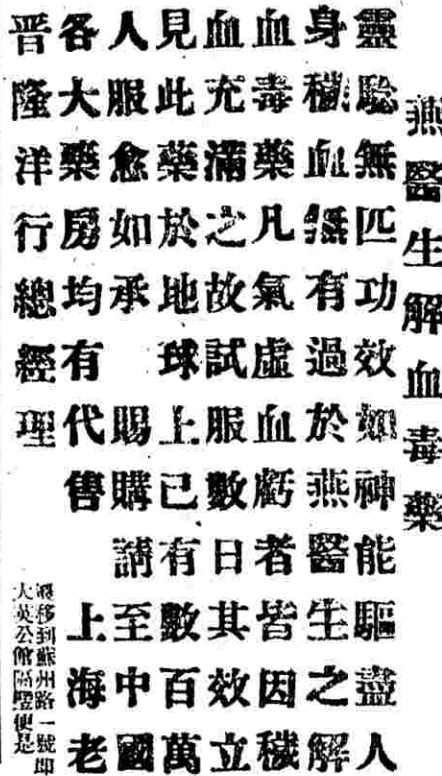 燕醫生解血毒藥
靈驗無匹功效如神能驅盡人
身穢血無有過於燕醫生之解
血毒藥凡氣虛血虧者皆因穢
血充滿之故試服數日其效立
見此藥於地球上已有數百萬
人服愈如承 賜購請至中國
各大藥房均有代售 上海老
晋隆洋行總經理
遷移到蘇州路一號即
大英公館隔壁便是